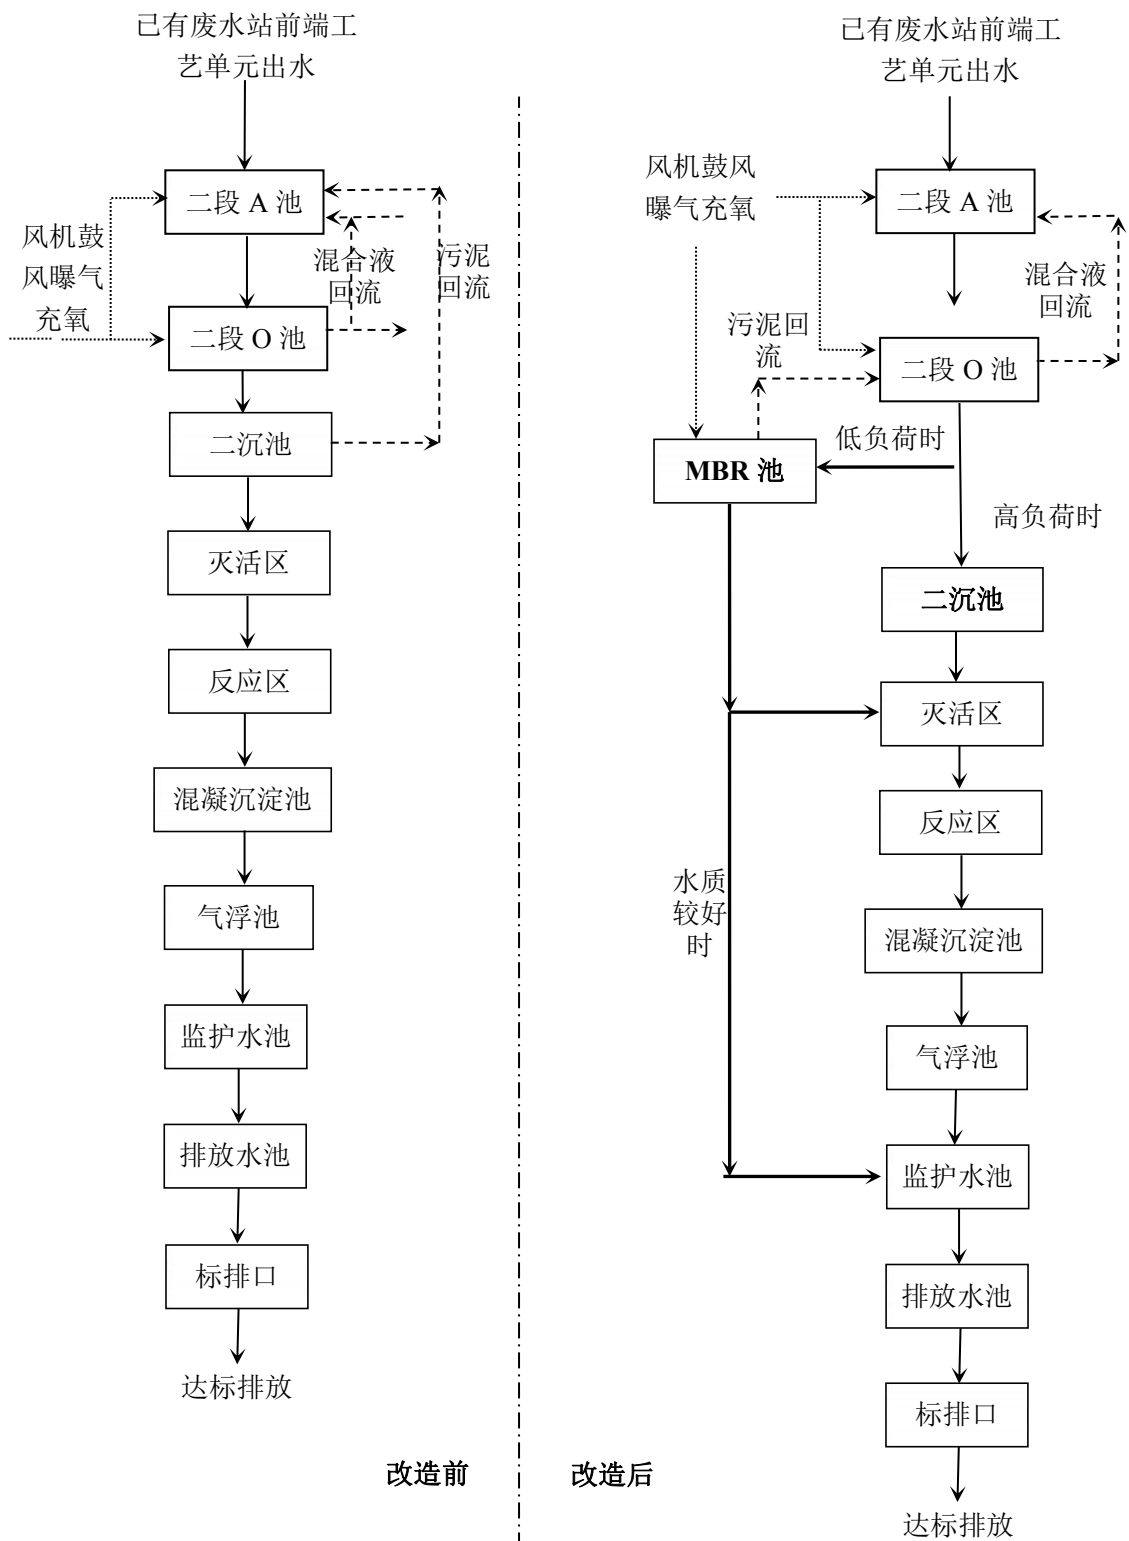 已有废水站前端工
艺单元出水
二段 A 池
风机鼓
风曝气
充氧
混合液
回流
污泥
回流
二段 O 池
二沉池
灭活区
反应区
混凝沉淀池
气浮池
监护水池
排放水池
标排口
达标排放
改造前
已有废水站前端工
艺单元出水
风机鼓风
曝气充氧
二段 A 池
混合液
回流
污泥回
流
二段 O 池
低负荷时
MBR 池
高负荷时
二沉池
灭活区
反应区
水质
较好
时
混凝沉淀池
气浮池
监护水池
排放水池
标排口
达标排放
改造后